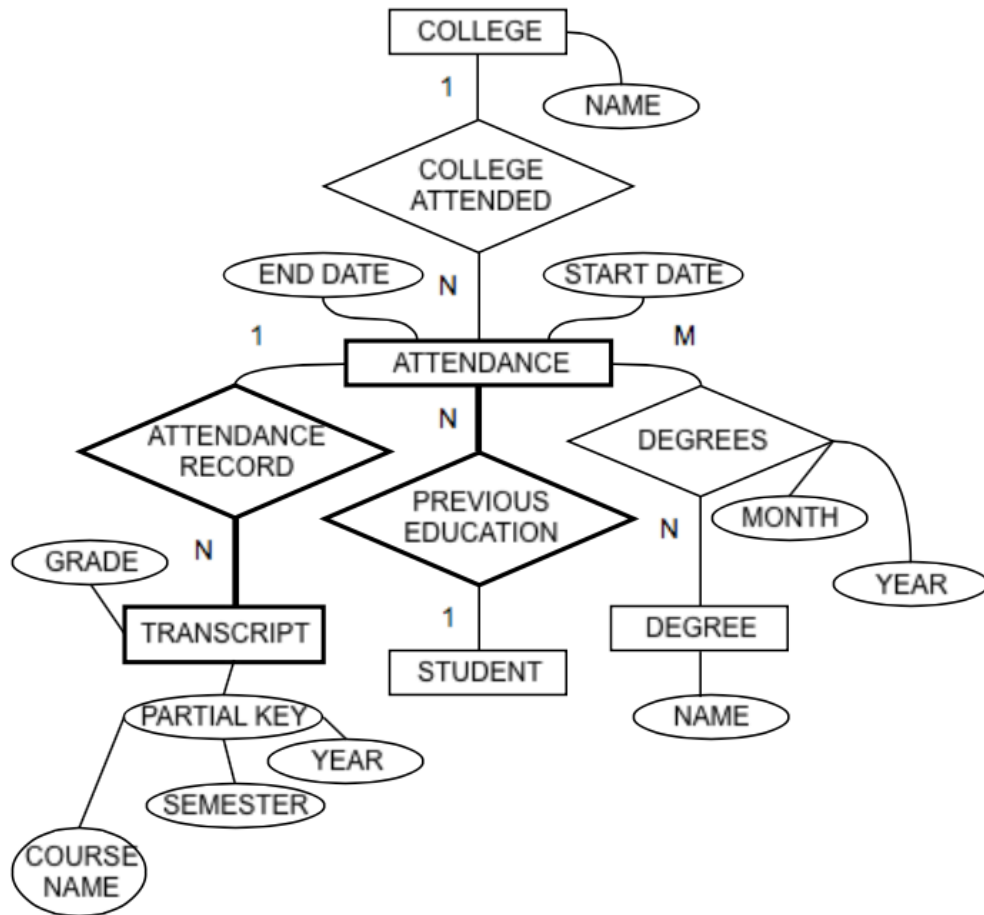 COLLEGE
1
NAME
COLLEGE
ATTENDED
END DATE
N
START DATE
1
M
ATTENDANCE
N
ATTENDANCE
RECORD
DEGREES
PREVIOUS
EDUCATION
MONTH
N
N
GRADE
YEAR
1
TRANSCRIPT
DEGREE
STUDENT
PARTIAL KEY
NAME
YEAR
SEMESTER
COURSE
NAME